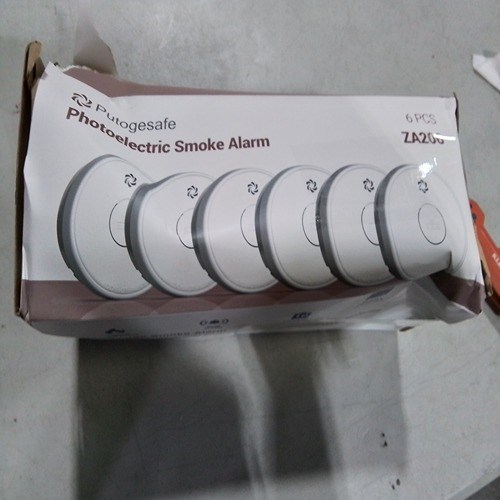 Putogesafe
6 PCS
Photoelectric Smoke Alarm